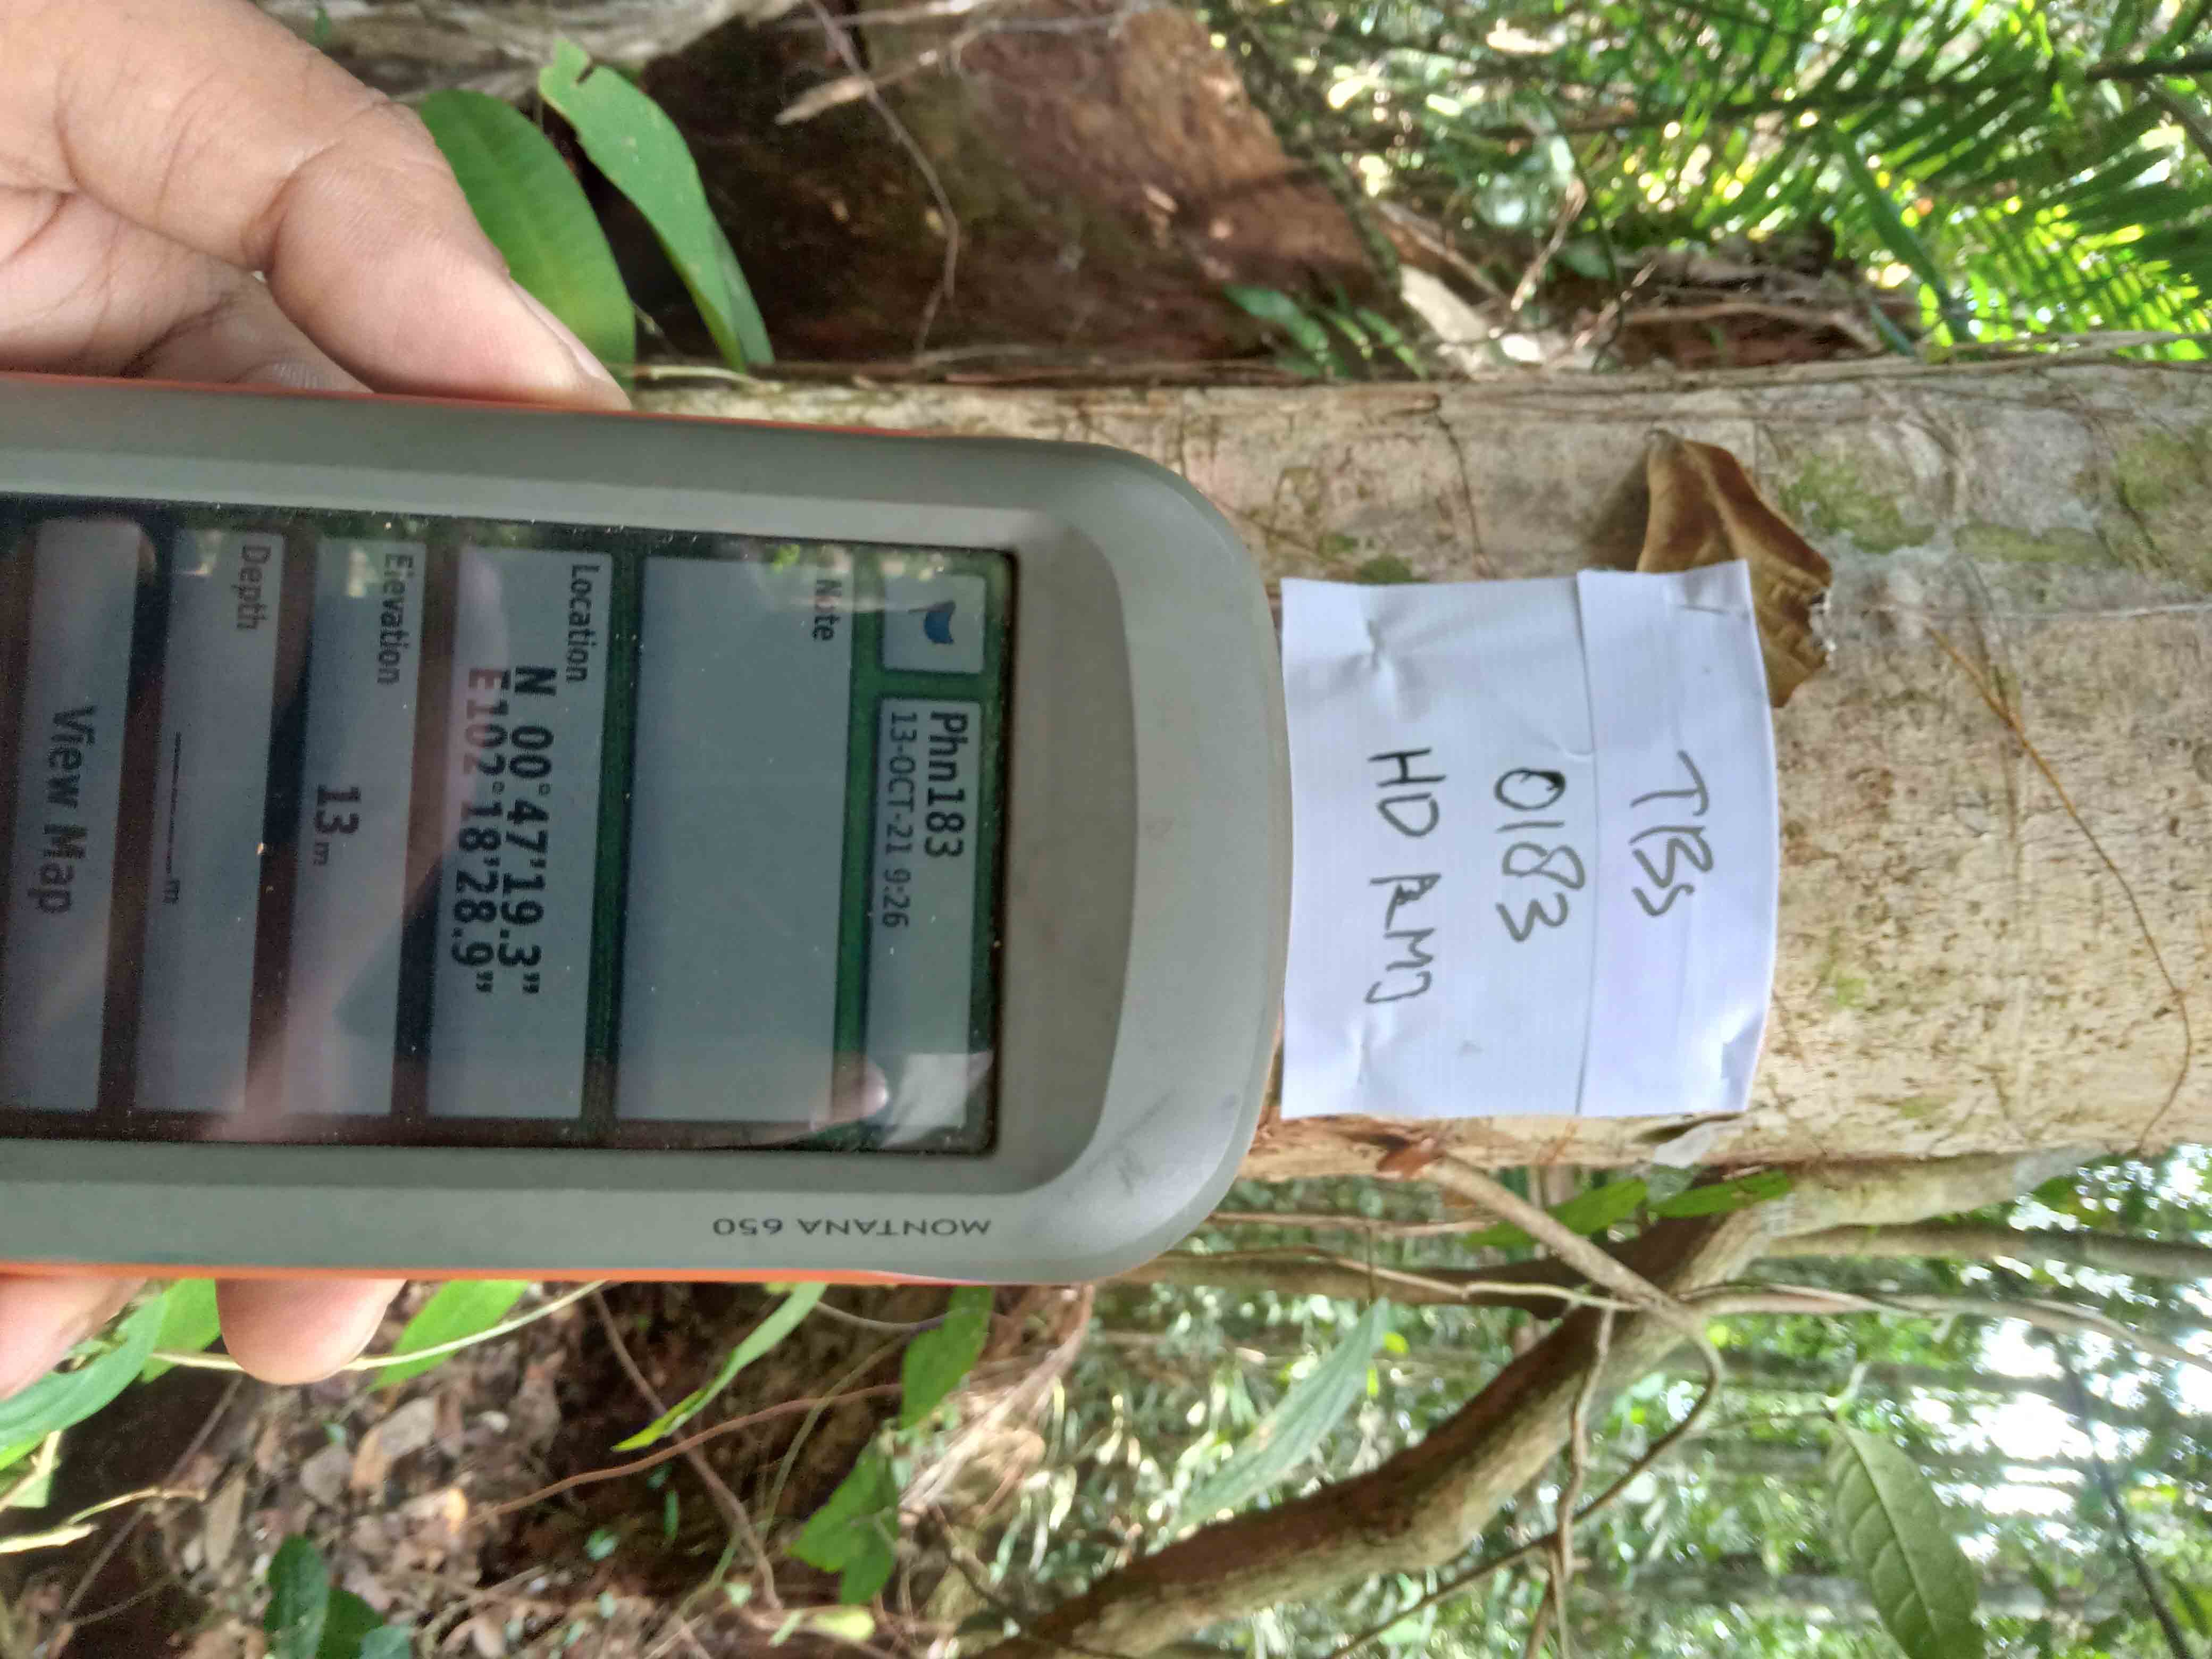 TBS
0183
HD RMJ
MONTANA 650
Phn183
13-OCT-21 9:26
Note
Location
N 00°47'19.3"
E102°18'28.9"
Elevation
13m
Depth
_____m
View Map